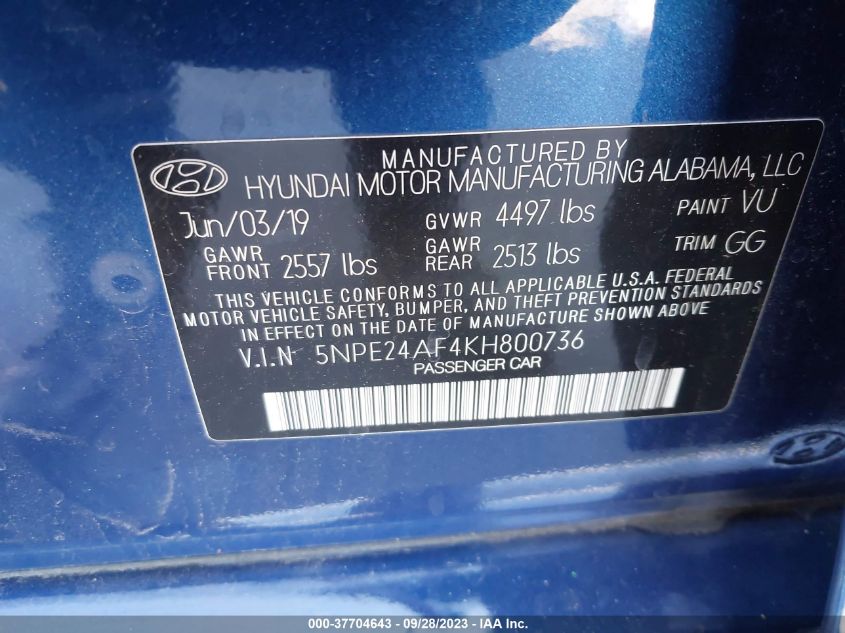 MANUFACTURED BY
HYUNDAI MOTOR MANUFACTURING ALABAMA, LLC
Jun/03/19 GVWR 4497 lbs PAINT VU
GAWR FRONT 2557 lbs GAWR REAR 2513 lbs TRIM GG
THIS VEHICLE CONFORMS TO ALL APPLICABLE U.S.A. FEDERAL
MOTOR VEHICLE SAFETY, BUMPER, AND THEFT PREVENTION STANDARDS
IN EFFECT ON THE DATE OF MANUFACTURE SHOWN ABOVE
V.I.N 5NPE24AF4KH800736
PASSENGER CAR
000-37704643 - 09/28/2023 - © IAA, Inc.